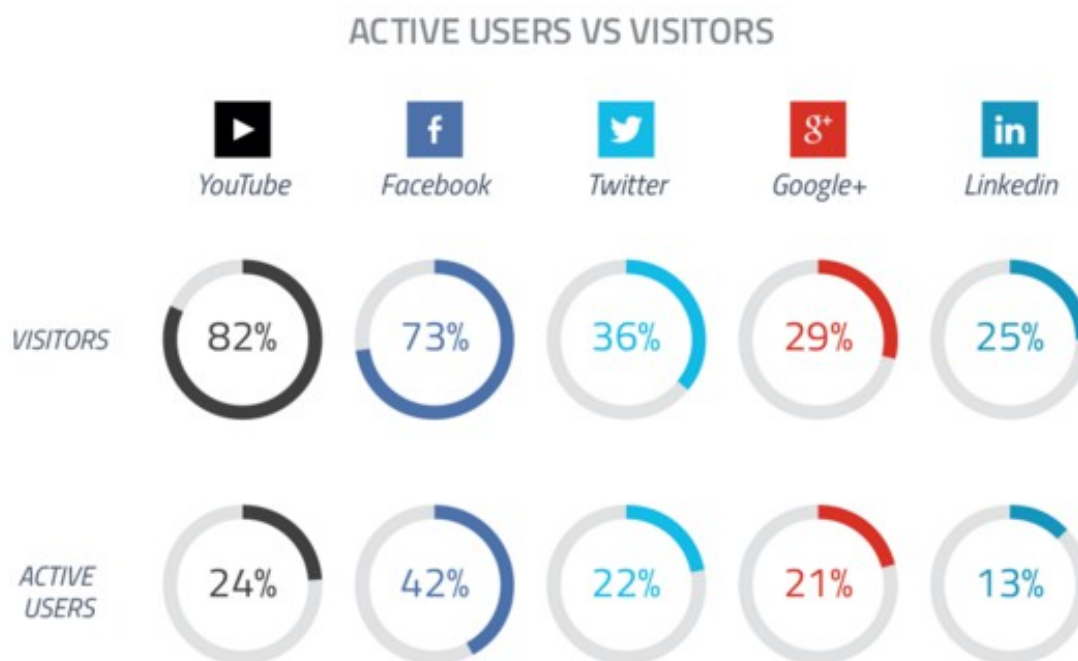 ACTIVE USERS VS VISITORS
f g+ in
YouTube Facebook Twitter Google+ Linkedin
VISITORS 82% 73% 36% 29% 25%
ACTIVE
USERS
24% 42% 22% 21% 13%